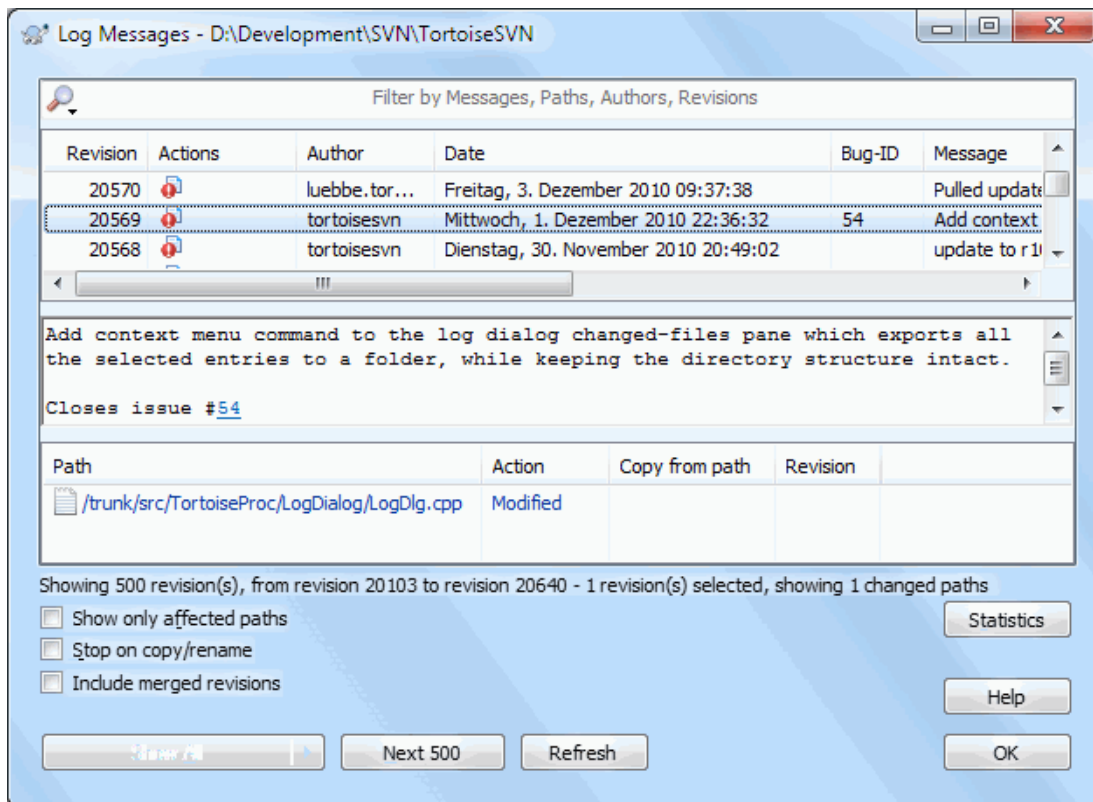 Log Messages - D:\Development\SVN\TortoiseSVN
Filter by Messages, Paths, Authors, Revisions
Revision Actions Author Date Bug-ID Message
20570 luebbe.tor... Freitag, 3. Dezember 2010 09:37:38 Pulled update
20569 tortoisesvn Mittwoch, 1. Dezember 2010 22:36:32 54 Add context
20568 tortoisesvn Dienstag, 30. November 2010 20:49:02 update to r10
Add context menu command to the log dialog changed-files pane which exports all
the selected entries to a folder, while keeping the directory structure intact.
Closes issue #54
Path Action Copy from path Revision
/trunk/src/TortoiseProc/LogDialog/LogDlg.cpp Modified
Showing 500 revision(s), from revision 20103 to revision 20640 - 1 revision(s) selected, showing 1 changed paths
Show only affected paths
Statistics
Stop on copy/rename
Include merged revisions
Help
Show All Next 500 Refresh OK